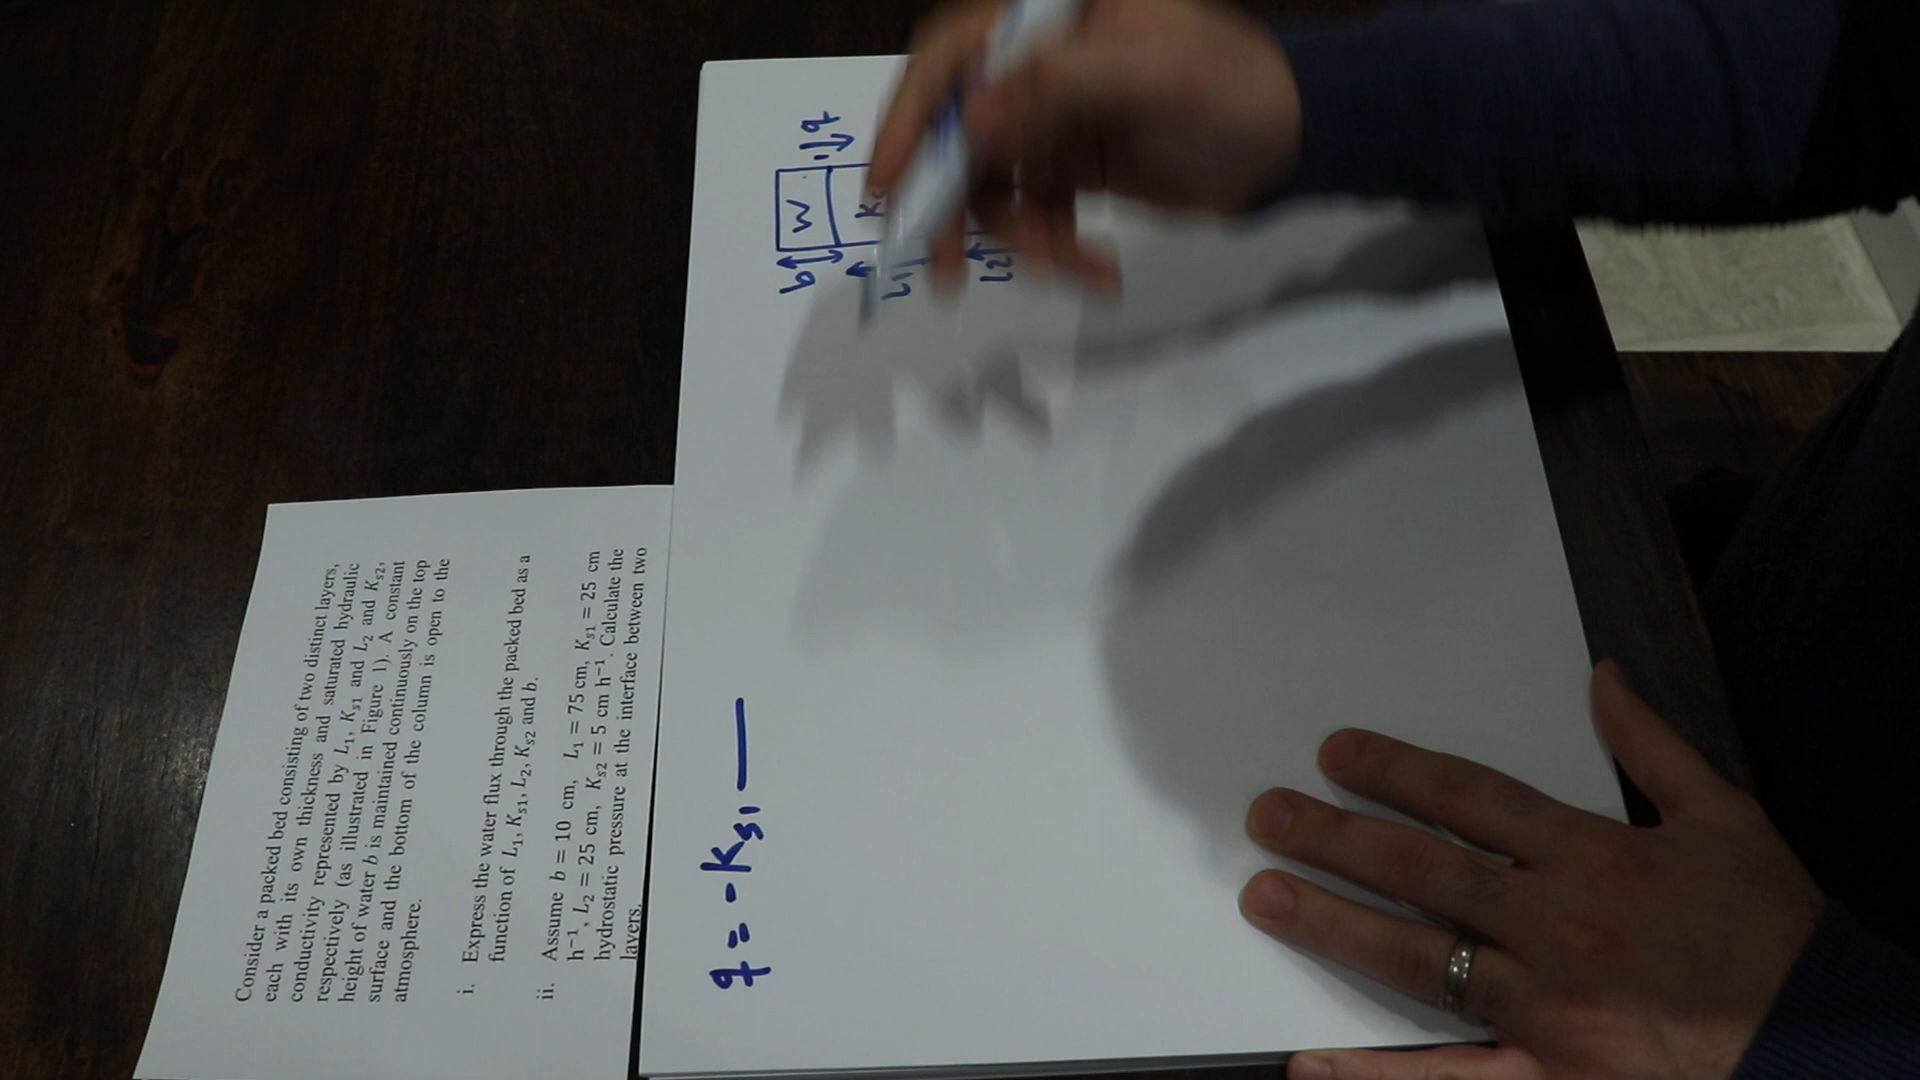 Consider a packed bed consisting of two distinct layers,
each with its own thickness and saturated hydraulic
conductivity represented by L₁, Kₛ₁ and L₂ and Kₛ₂,
respectively (as illustrated in Figure 1). A constant
height of water b is maintained continuously on the top
surface and the bottom of the column is open to the
atmosphere.
i. Express the water flux through the packed bed as a
function of L₁, Kₛ₁, L₂, Kₛ₂ and b.
ii. Assume b = 10 cm, L₁ = 75 cm, Kₛ₁ = 25 cm
h⁻¹, L₂ = 25 cm, Kₛ₂ = 5 cm h⁻¹. Calculate the
hydrostatic pressure at the interface between two
layers.
q = - Kₛ₁
b W q
L1
L2